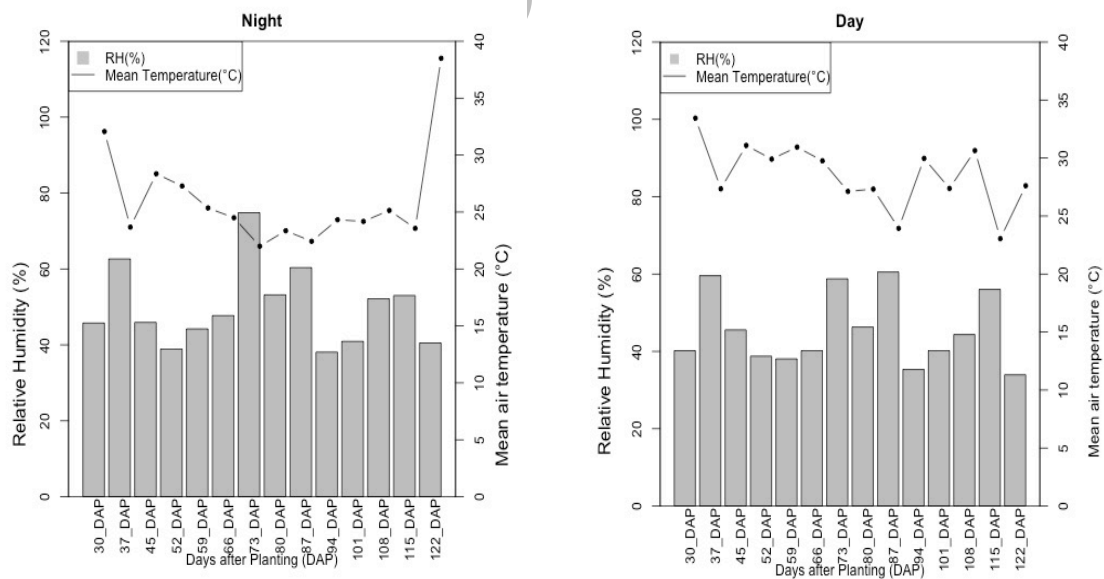 Night
RH(%)
Mean Temperature(°C)
Relative Humidity (%)
0
20
40
60
80
100
120
Mean air temperature (°C)
0
5
10
15
20
25
30
35
40
30_DAP
37_DAP
45_DAP
52_DAP
59_DAP
66_DAP
73_DAP
80_DAP
87_DAP
94_DAP
101_DAP
108_DAP
115_DAP
122_DAP
Days after Planting (DAP)
Day
RH(%)
Mean Temperature(°C)
Relative Humidity (%)
0
20
40
60
80
100
120
Mean air temperature (°C)
0
5
10
15
20
25
30
35
40
30_DAP
37_DAP
45_DAP
52_DAP
59_DAP
66_DAP
73_DAP
80_DAP
87_DAP
94_DAP
101_DAP
108_DAP
115_DAP
122_DAP
Days after Planting (DAP)